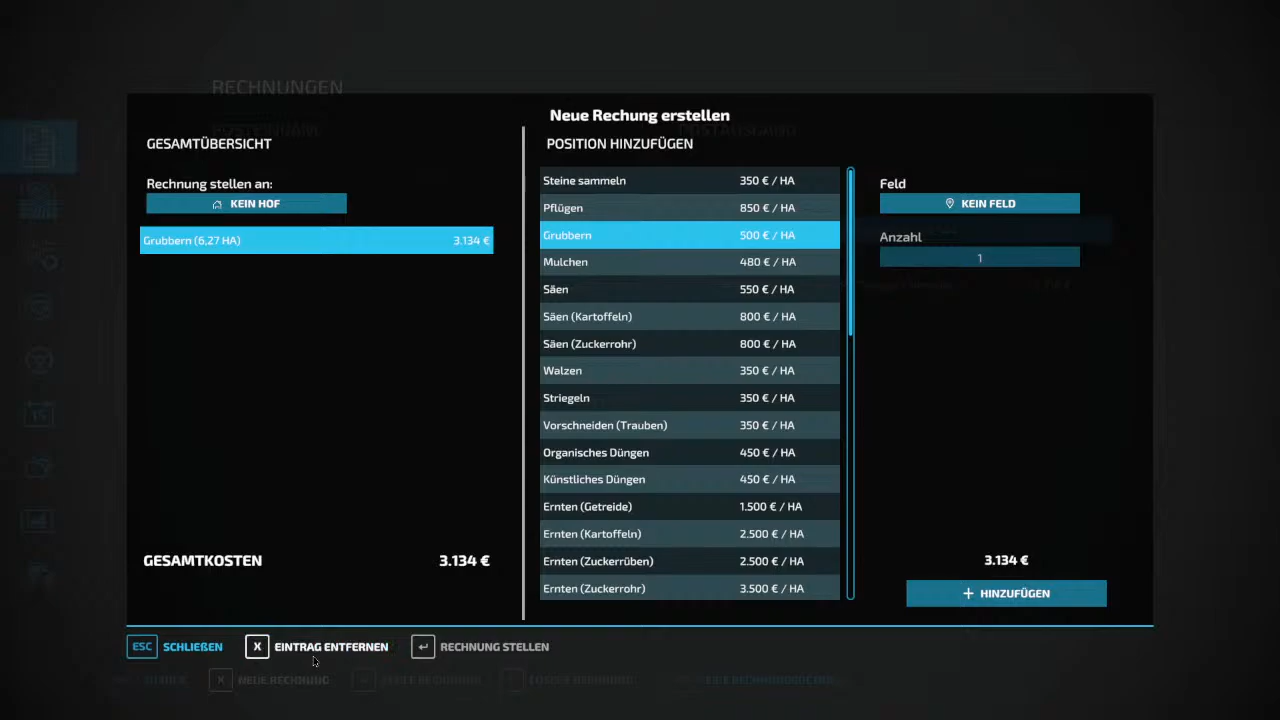 RECHNUNGEN
Neue Rechung erstellen
GESAMTÜBERSICHT
Rechnung stellen an:
KEIN HOF
Grubbern (6,27 HA) 3.134 €
GESAMTKOSTEN 3.134 €
POSITION HINZUFÜGEN
Steine sammeln 350 € / HA
Pflügen 850 € / HA
Grubbern 500 € / HA
Mulchen 480 € / HA
Säen 550 € / HA
Säen (Kartoffeln) 800 € / HA
Säen (Zuckerrohr) 800 € / HA
Walzen 350 € / HA
Striegeln 350 € / HA
Vorschneiden (Trauben) 350 € / HA
Organisches Düngen 450 € / HA
Künstliches Düngen 450 € / HA
Ernten (Getreide) 1.500 € / HA
Ernten (Kartoffeln) 2.500 € / HA
Ernten (Zuckerrüben) 2.500 € / HA
Ernten (Zuckerrohr) 3.500 € / HA
Feld
KEIN FELD
Anzahl
1
3.134 €
+ HINZUFÜGEN
ESC SCHLIEßEN X EINTRAG ENTFERNEN ↵ RECHNUNG STELLEN
X NEUE RECHNUNG